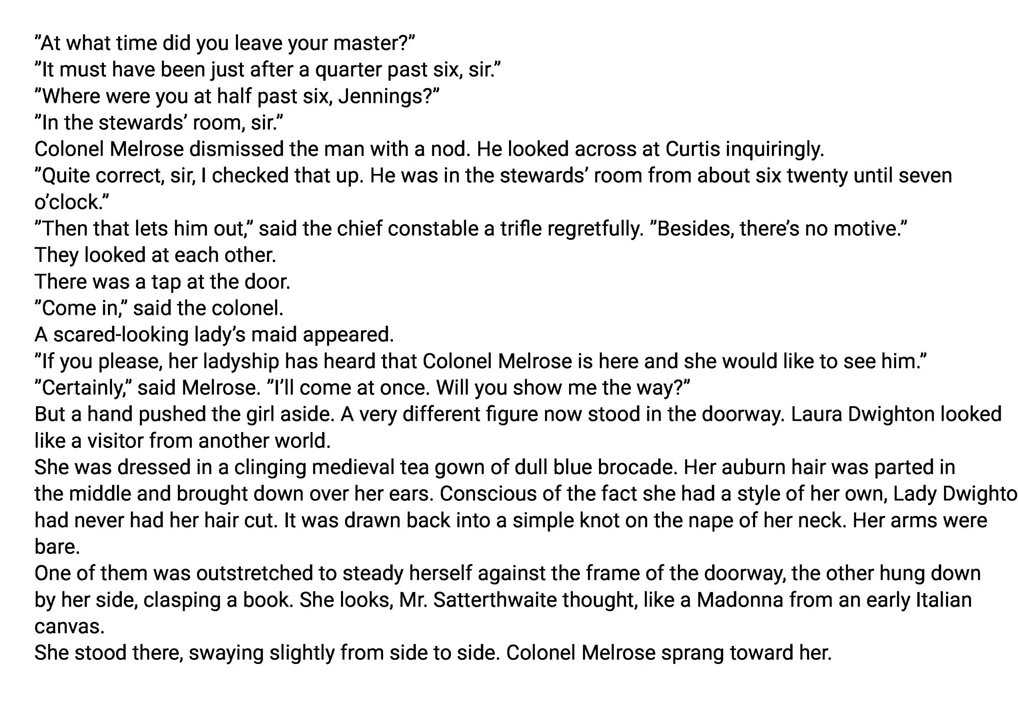 ”At what time did you leave your master?”
”It must have been just after a quarter past six, sir.”
”Where were you at half past six, Jennings?”
”In the stewards’ room, sir.”
Colonel Melrose dismissed the man with a nod. He looked across at Curtis inquiringly.
”Quite correct, sir, I checked that up. He was in the stewards’ room from about six twenty until seven
o’clock.”
”Then that lets him out,” said the chief constable a trifle regretfully. ”Besides, there’s no motive.”
They looked at each other.
There was a tap at the door.
”Come in,” said the colonel.
A scared-looking lady’s maid appeared.
”If you please, her ladyship has heard that Colonel Melrose is here and she would like to see him.”
”Certainly,” said Melrose. ”I’ll come at once. Will you show me the way?”
But a hand pushed the girl aside. A very different figure now stood in the doorway. Laura Dwighton looked
like a visitor from another world.
She was dressed in a clinging medieval tea gown of dull blue brocade. Her auburn hair was parted in
the middle and brought down over her ears. Conscious of the fact she had a style of her own, Lady Dwighto
had never had her hair cut. It was drawn back into a simple knot on the nape of her neck. Her arms were
bare.
One of them was outstretched to steady herself against the frame of the doorway, the other hung down
by her side, clasping a book. She looks, Mr. Satterthwaite thought, like a Madonna from an early Italian
canvas.
She stood there, swaying slightly from side to side. Colonel Melrose sprang toward her.